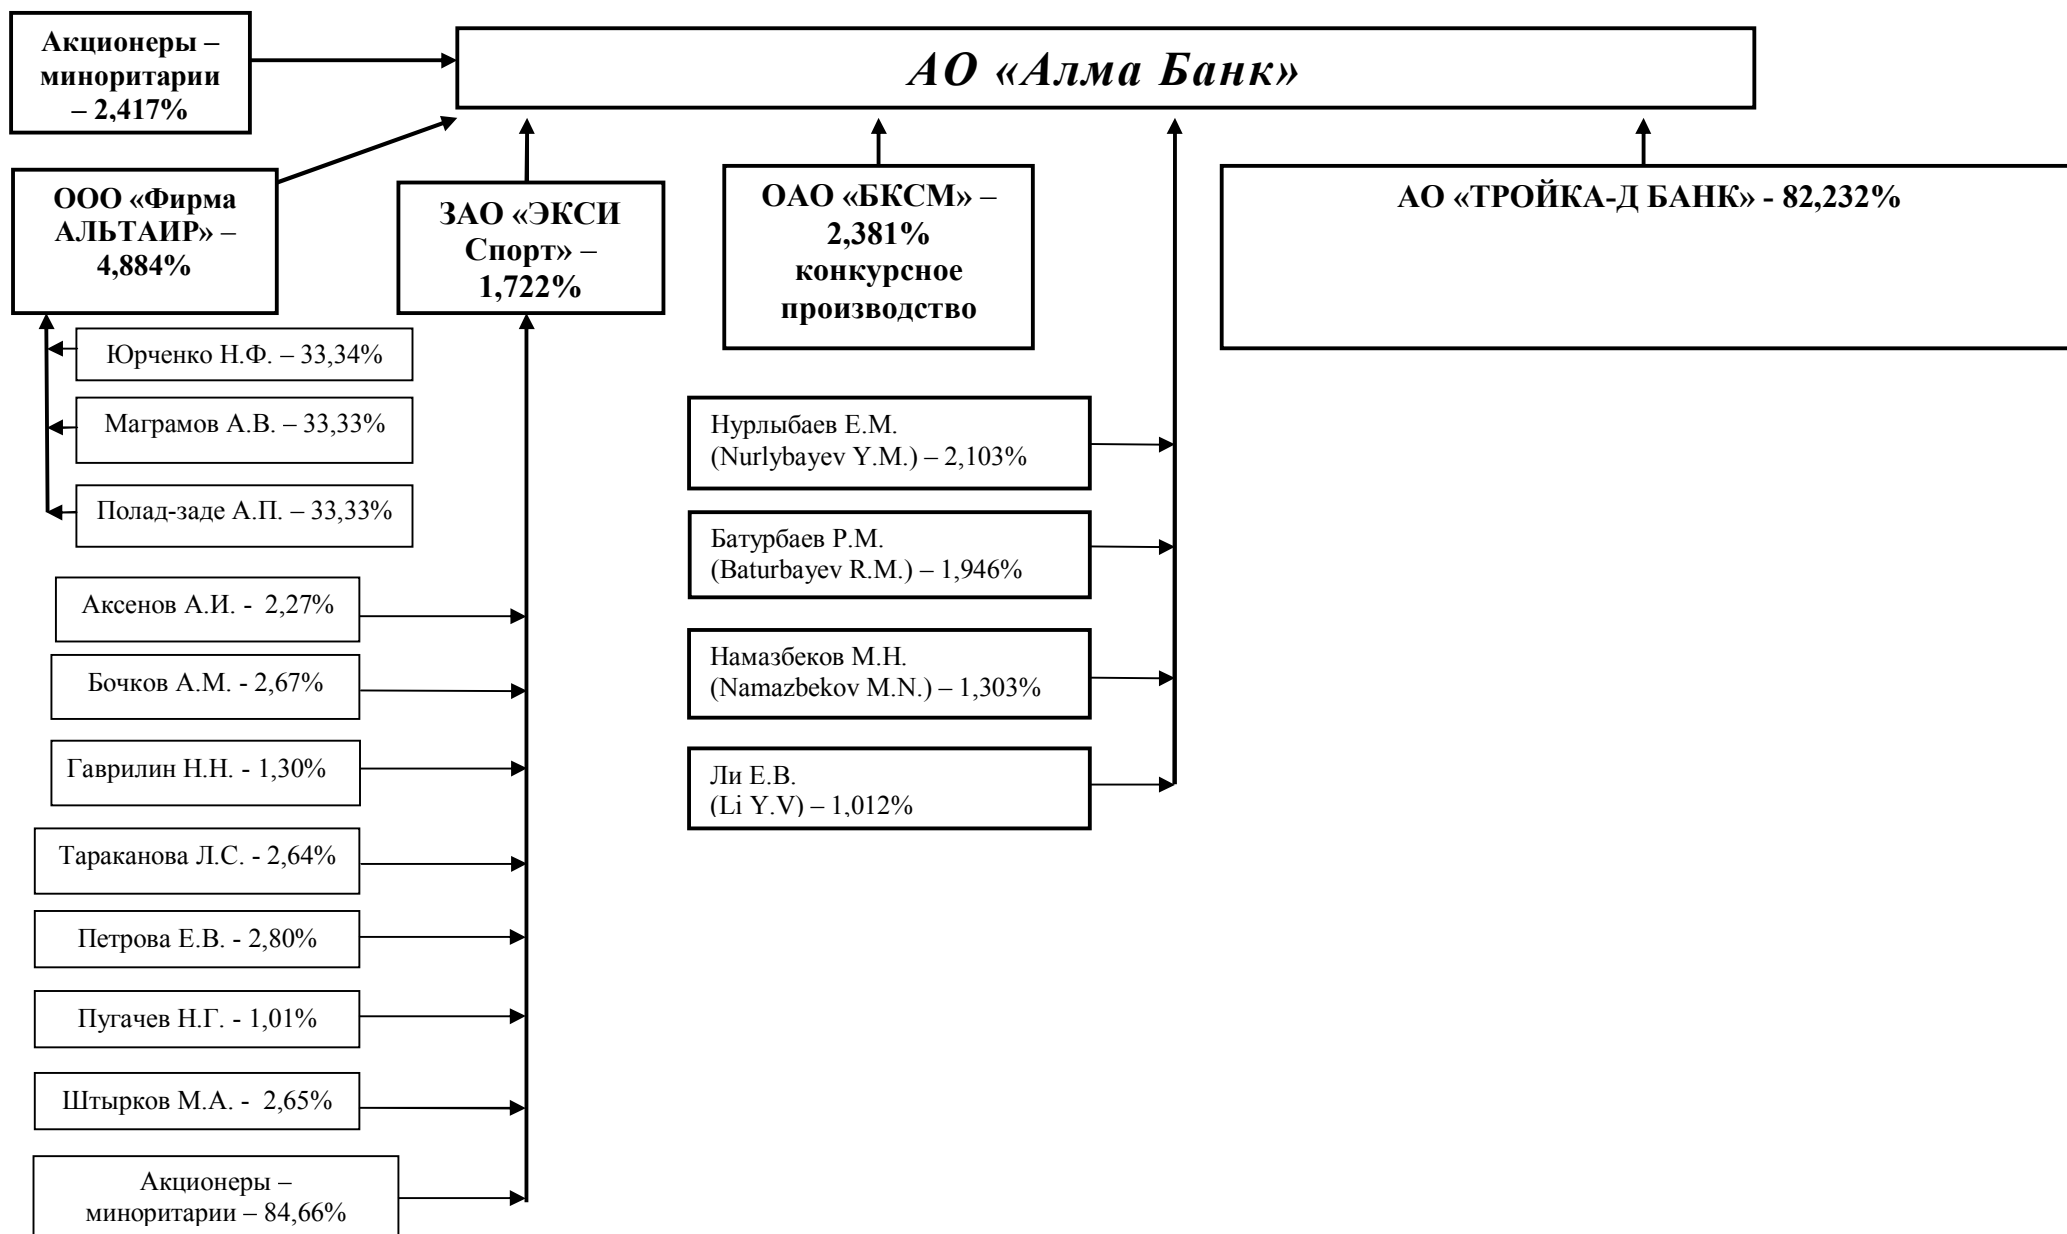 Акционеры –
миноритарии
– 2,417%
АО «Алма Банк»
ООО «Фирма
АЛЬТАИР» –
4,884%
ЗАО «ЭКСИ
Спорт» –
1,722%
ОАО «БКСМ» –
2,381%
конкурсное
производство
АО «ТРОЙКА-Д БАНК» - 82,232%
Юрченко Н.Ф. – 33,34%
Маграмов А.В. – 33,33%
Полад-заде А.П. – 33,33%
Аксенов А.И. -  2,27%
Бочков А.М. - 2,67%
Гаврилин Н.Н. - 1,30%
Тараканова Л.С. - 2,64%
Петрова Е.В. - 2,80%
Пугачев Н.Г. - 1,01%
Штырков М.А. -  2,65%
Акционеры –
миноритарии – 84,66%
Нурлыбаев Е.М.
(Nurlybayev Y.M.) – 2,103%
Батурбаев Р.М.
(Baturbayev R.M.) – 1,946%
Намазбеков М.Н.
(Namazbekov M.N.) – 1,303%
Ли Е.В.
(Li Y.V) – 1,012%